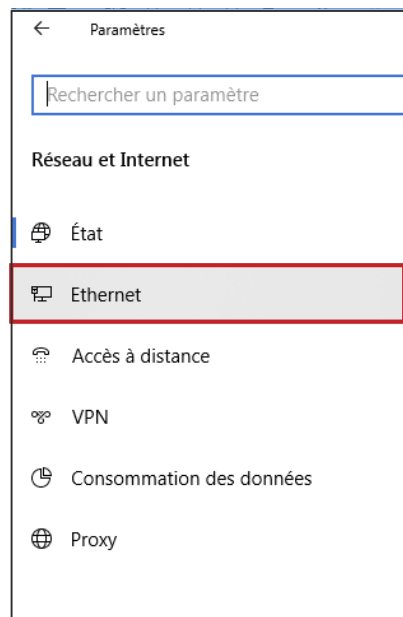 Paramètres
Rechercher un paramètre
Réseau et Internet
État
Ethernet
Accès à distance
VPN
Consommation des données
Proxy